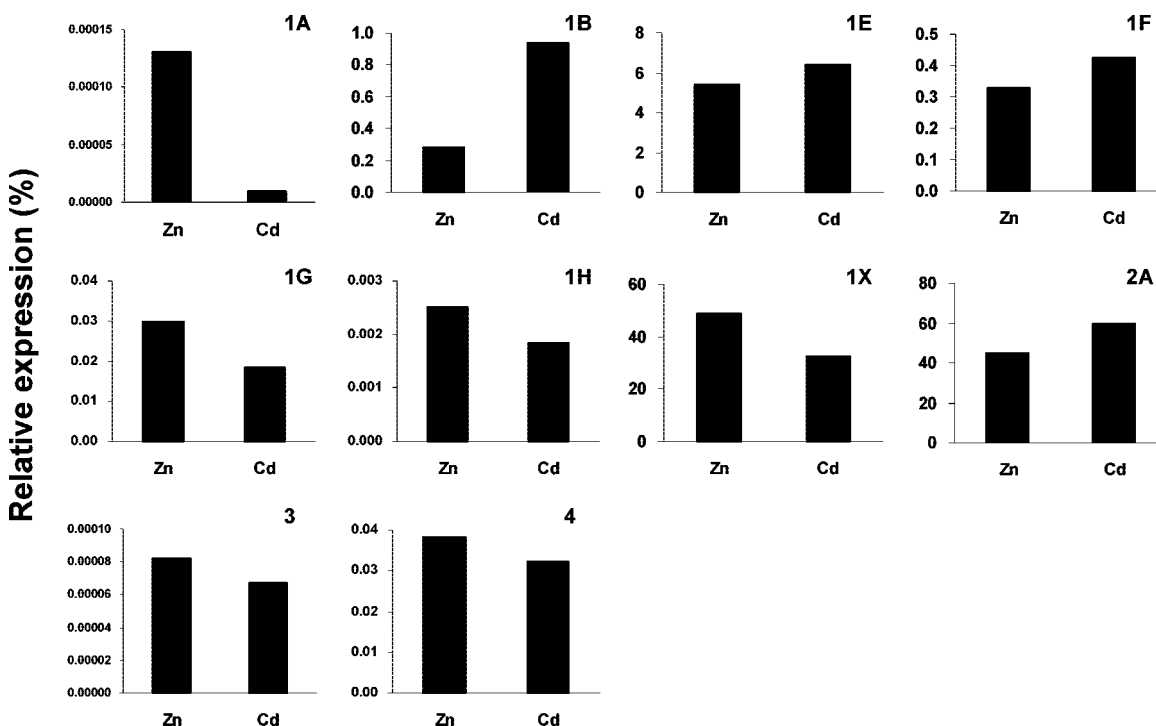 Relative expression (%)
1A
0.00015
0.00010
0.00005
0.00000
Zn Cd
1B
1.0
0.8
0.6
0.4
0.2
0.0
Zn Cd
1E
8
6
4
2
0
Zn Cd
1F
0.5
0.4
0.3
0.2
0.1
0.0
Zn Cd
1G
0.04
0.03
0.02
0.01
0.00
Zn Cd
1H
0.003
0.002
0.001
0.000
Zn Cd
1X
60
40
20
0
Zn Cd
2A
80
60
40
20
0
Zn Cd
3
0.00010
0.00008
0.00006
0.00004
0.00002
0.00000
Zn Cd
4
0.04
0.03
0.02
0.01
0.00
Zn Cd